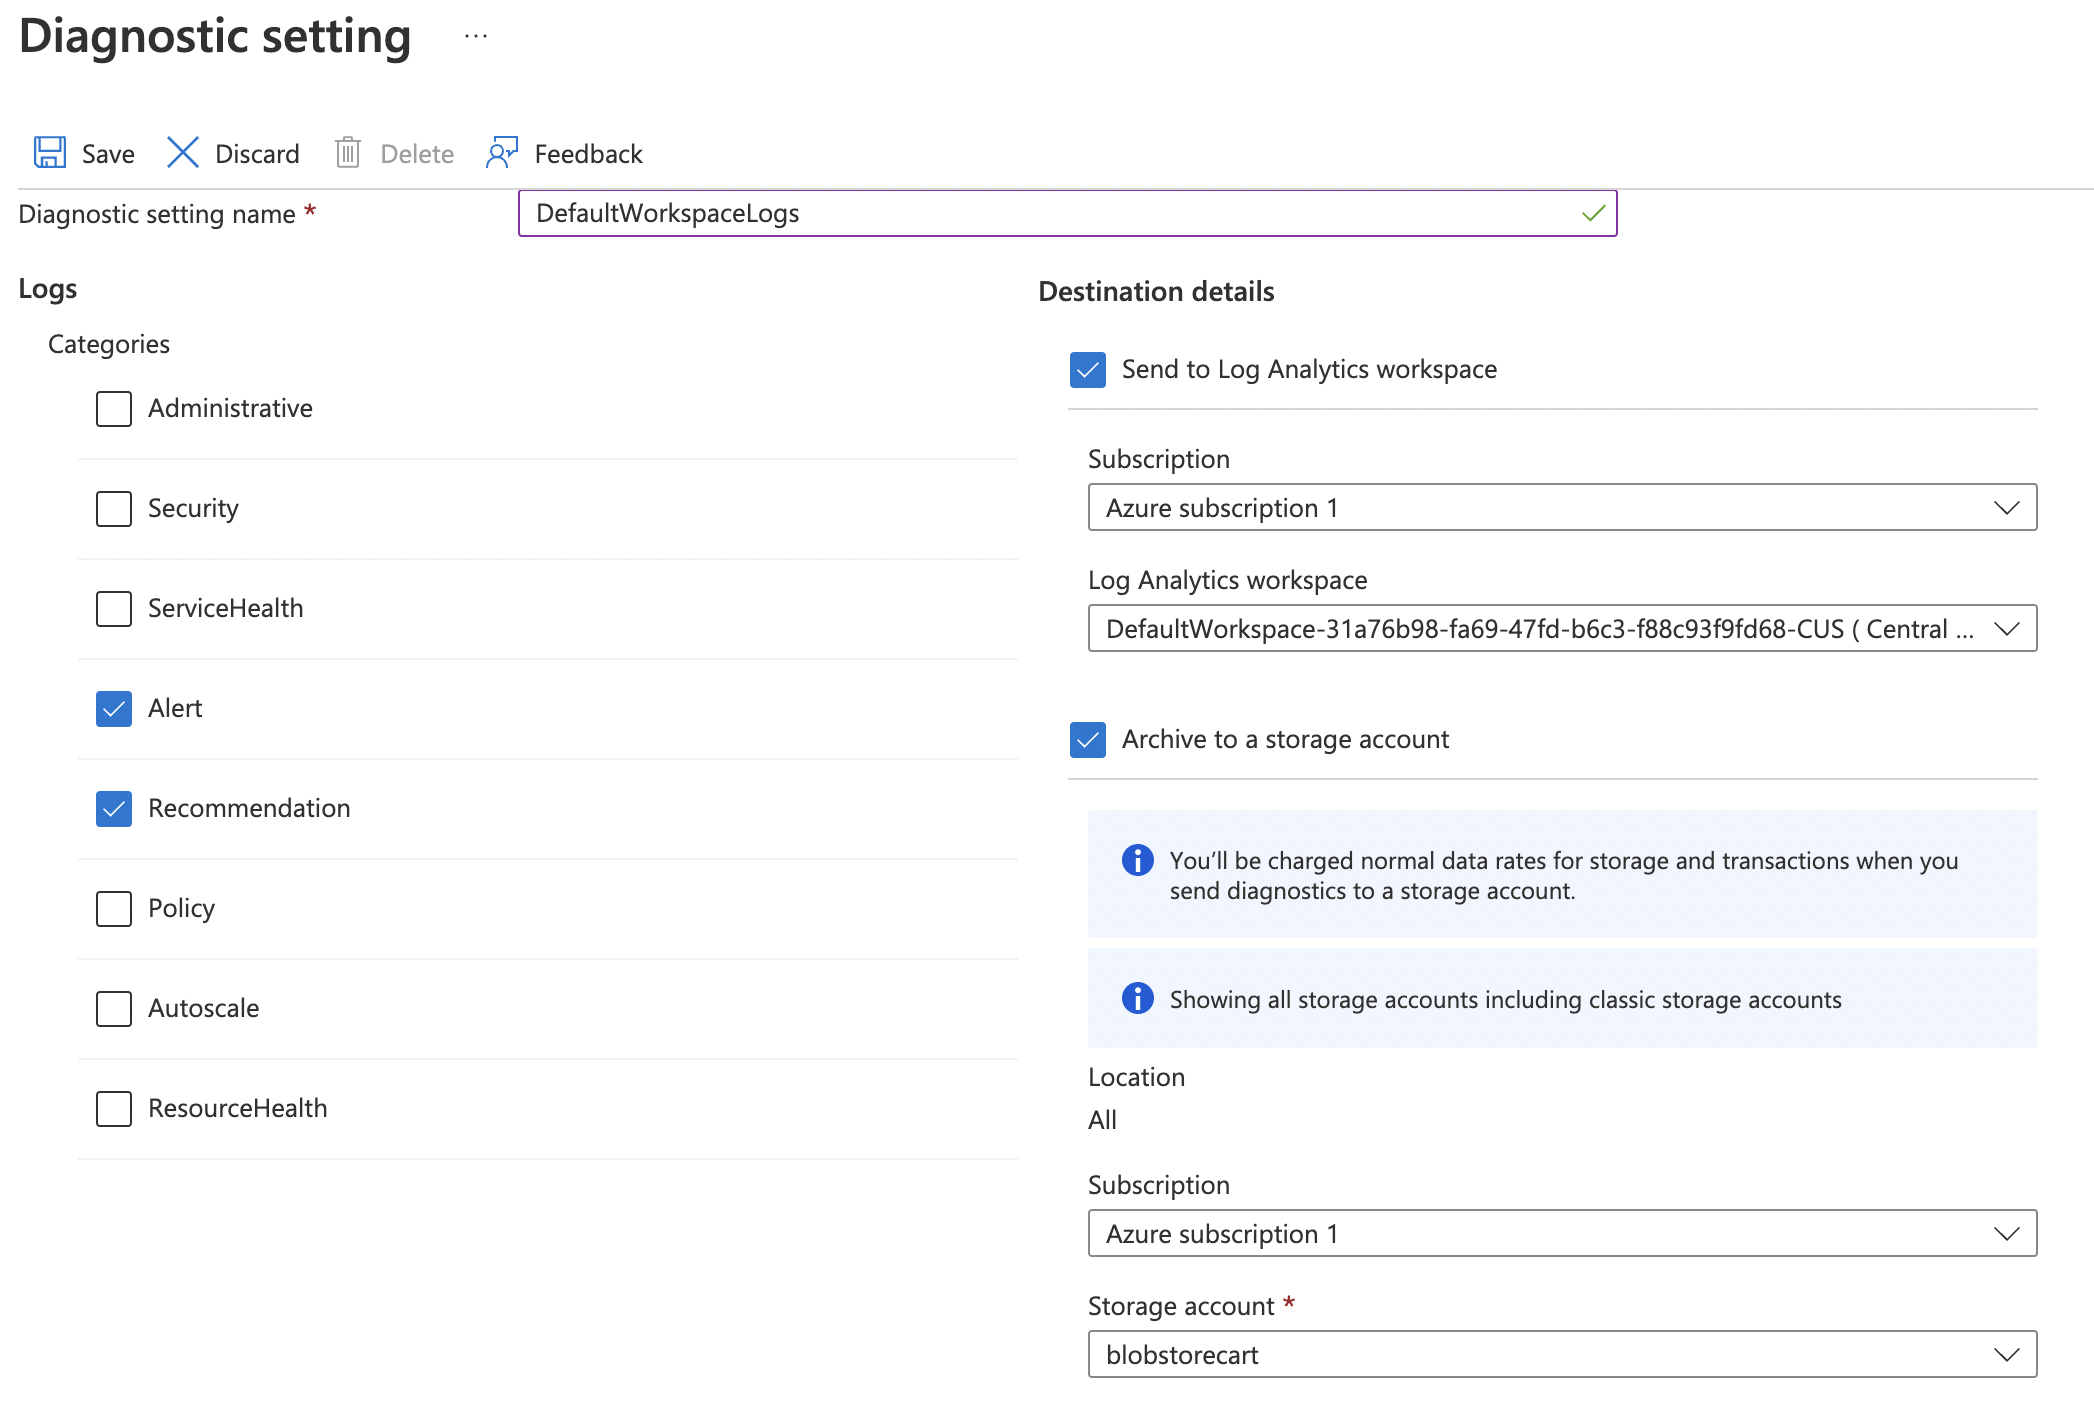 Diagnostic setting ...
Save Discard Delete Feedback
Diagnostic setting name *
DefaultWorkspaceLogs
Logs
Categories
Administrative
Security
ServiceHealth
Alert
Recommendation
Policy
Autoscale
ResourceHealth
Destination details
Send to Log Analytics workspace
Subscription
Azure subscription 1
Log Analytics workspace
DefaultWorkspace-31a76b98-fa69-47fd-b6c3-f88c93f9fd68-CUS ( Central ...
Archive to a storage account
You’ll be charged normal data rates for storage and transactions when you
send diagnostics to a storage account.
Showing all storage accounts including classic storage accounts
Location
All
Subscription
Azure subscription 1
Storage account *
blobstorecart